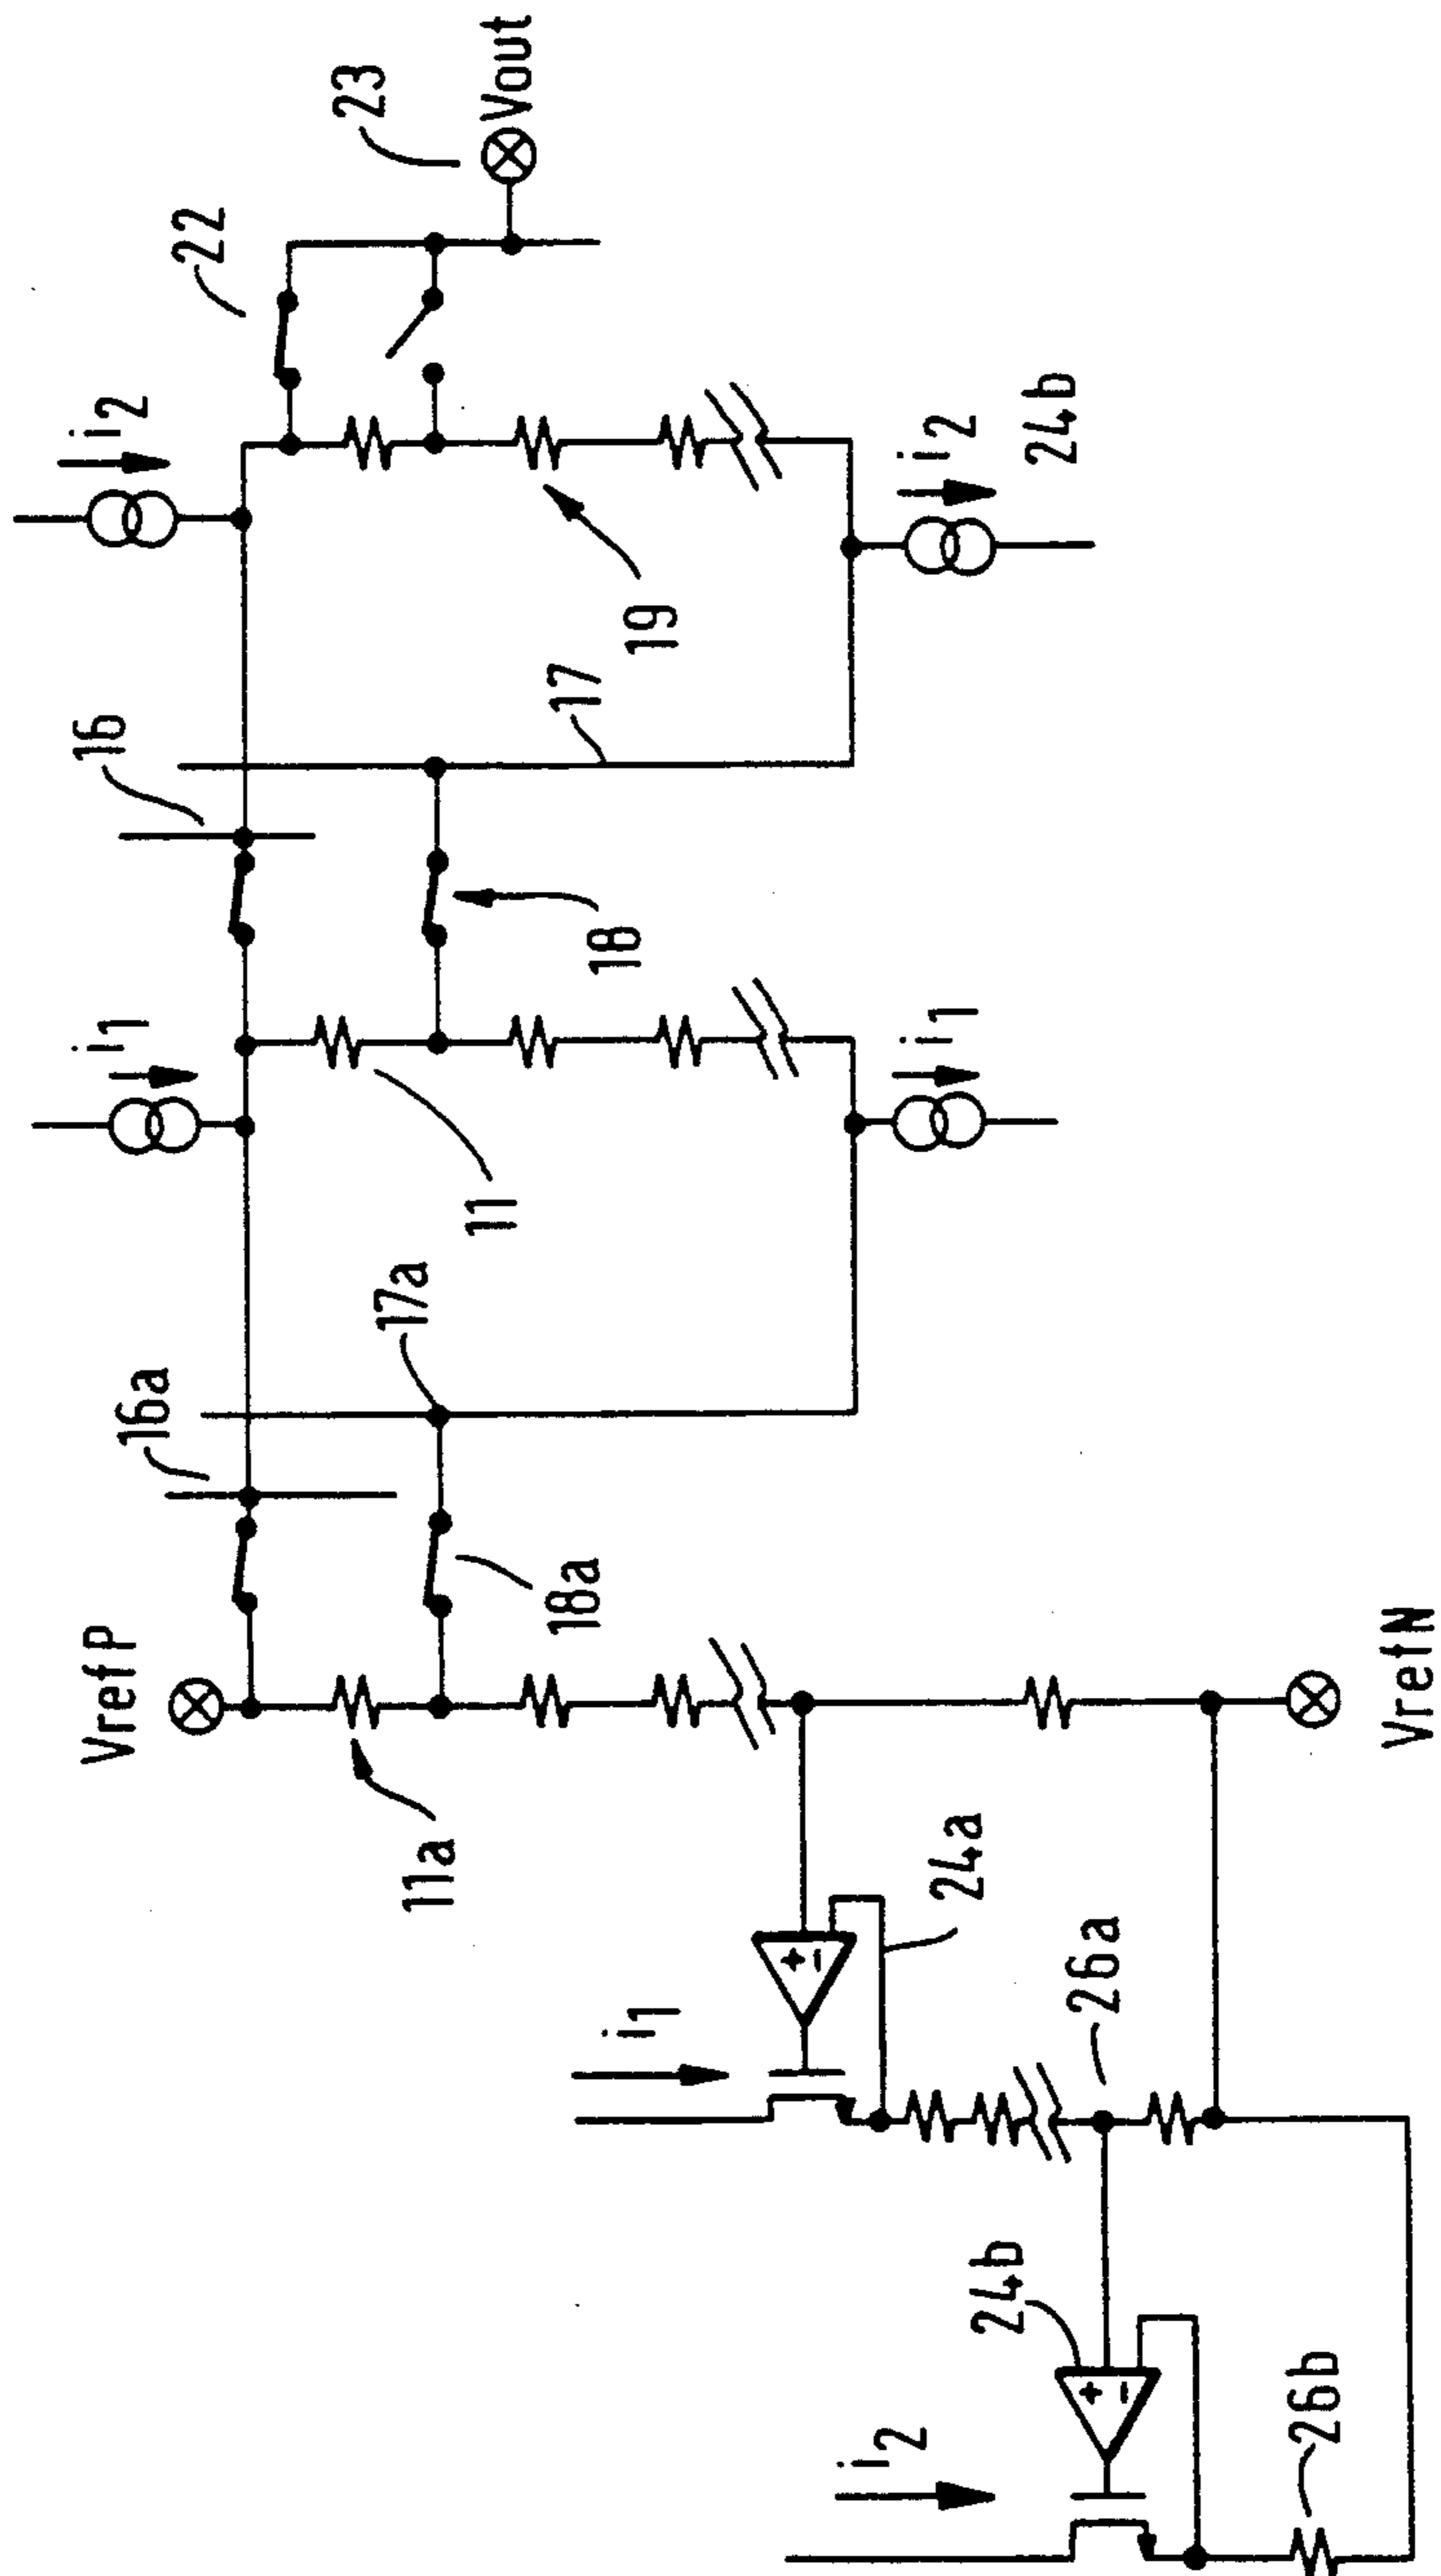 VrefP
16a
i1
16
i2
22
23
Vout
11a
18a
17a
11
18
17
19
i1
i2
24b
i1
24a
26a
VrefN
i2
24b
26b